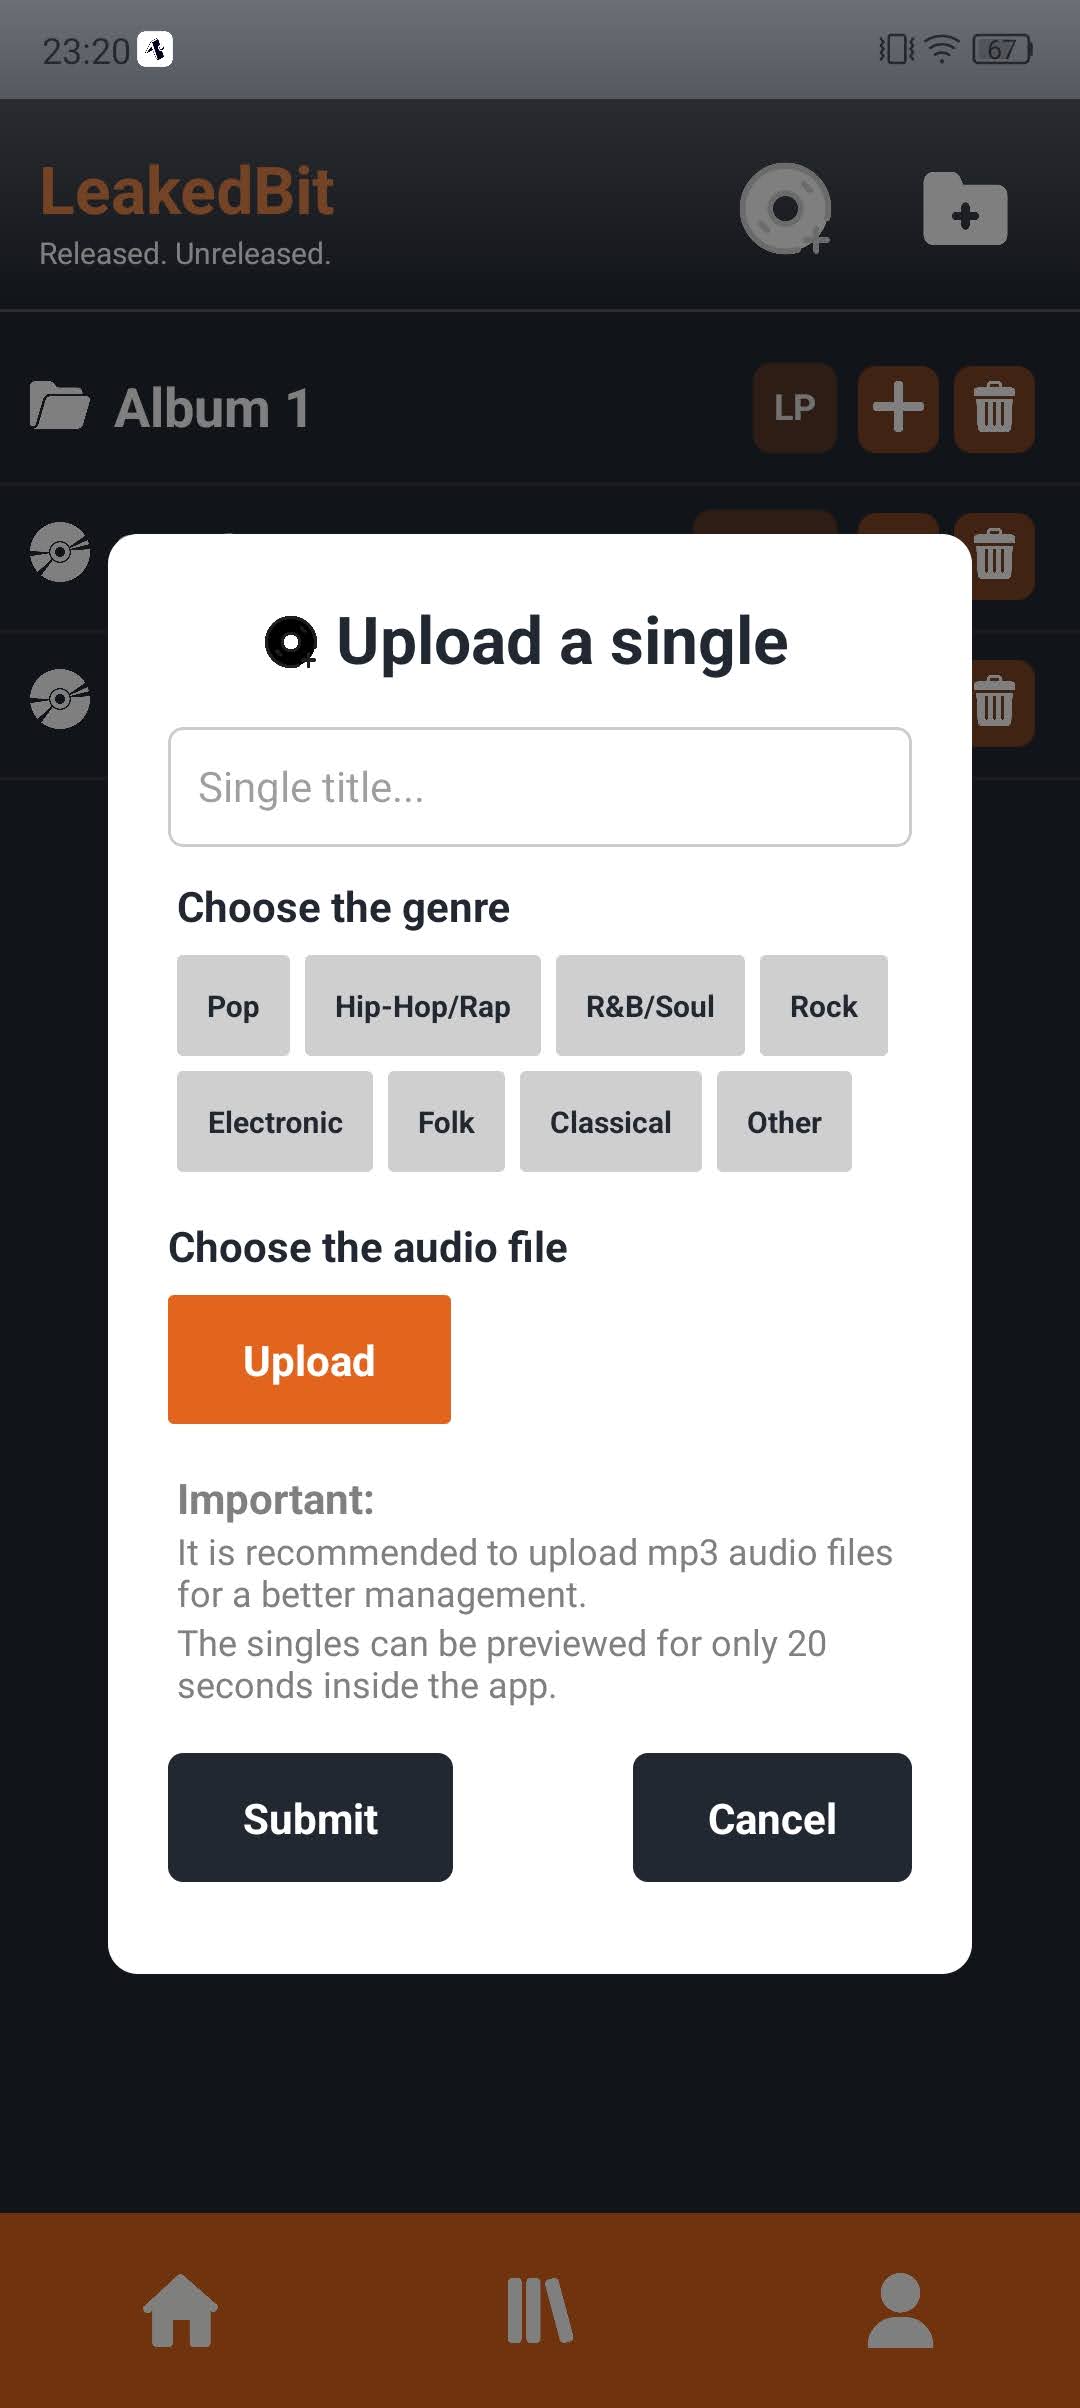 23:20
67
LeakedBit
Released. Unreleased.
Album 1
LP
Upload a single
Single title...
Choose the genre
Pop
Hip-Hop/Rap
R&B/Soul
Rock
Electronic
Folk
Classical
Other
Choose the audio file
Upload
Important:
It is recommended to upload mp3 audio files
for a better management.
The singles can be previewed for only 20
seconds inside the app.
Submit
Cancel